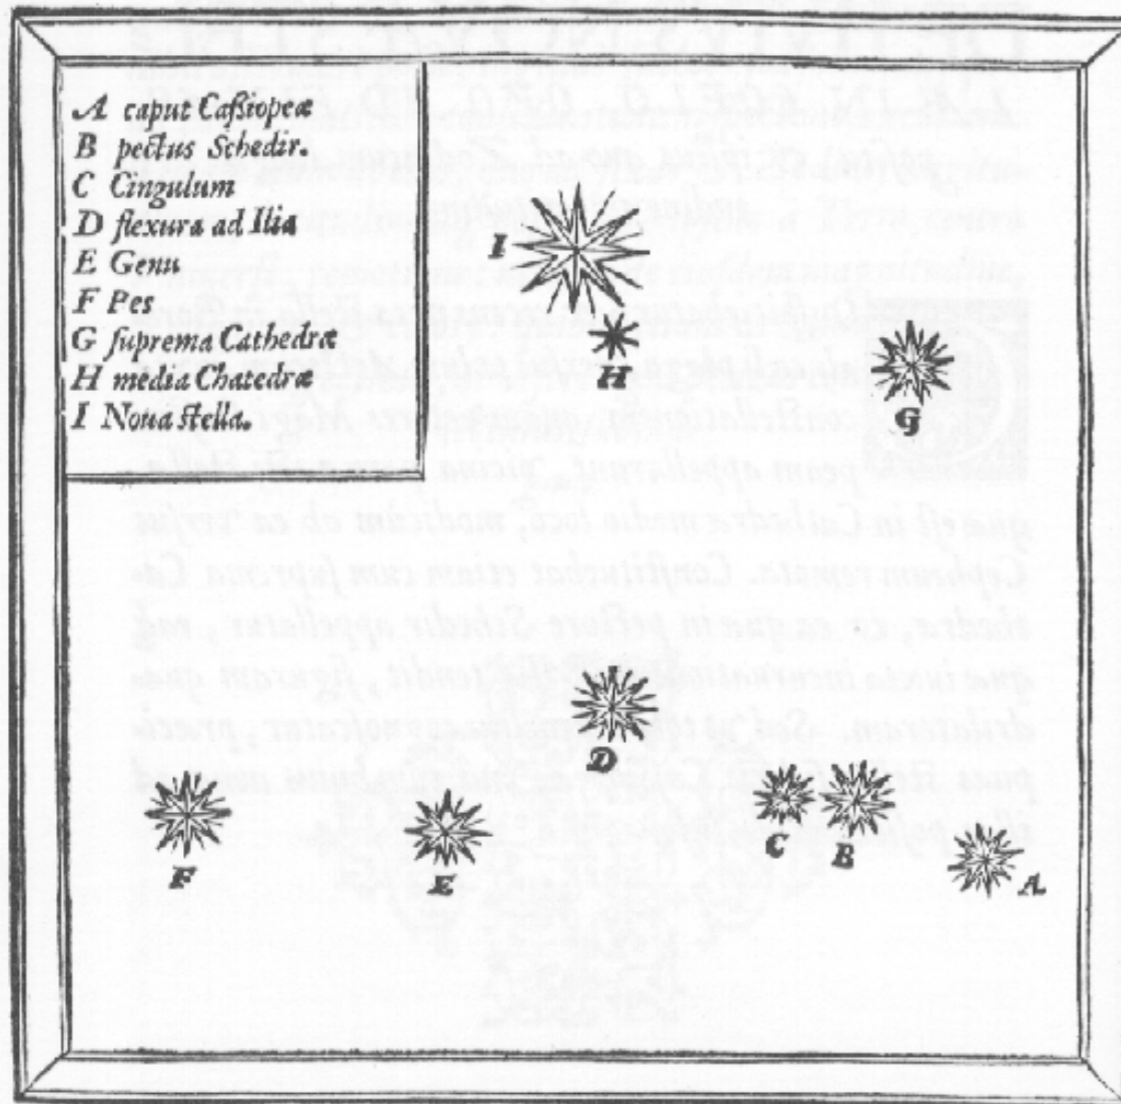 A caput Caſsiopeæ
B pectus Schedir.
C Cingulum
D flexura ad Ilia
E Genu
F Pes
G ſuprema Cathedræ
H media Chatedræ
I Noua stella.
I
H
G
D
C
B
F
E
A